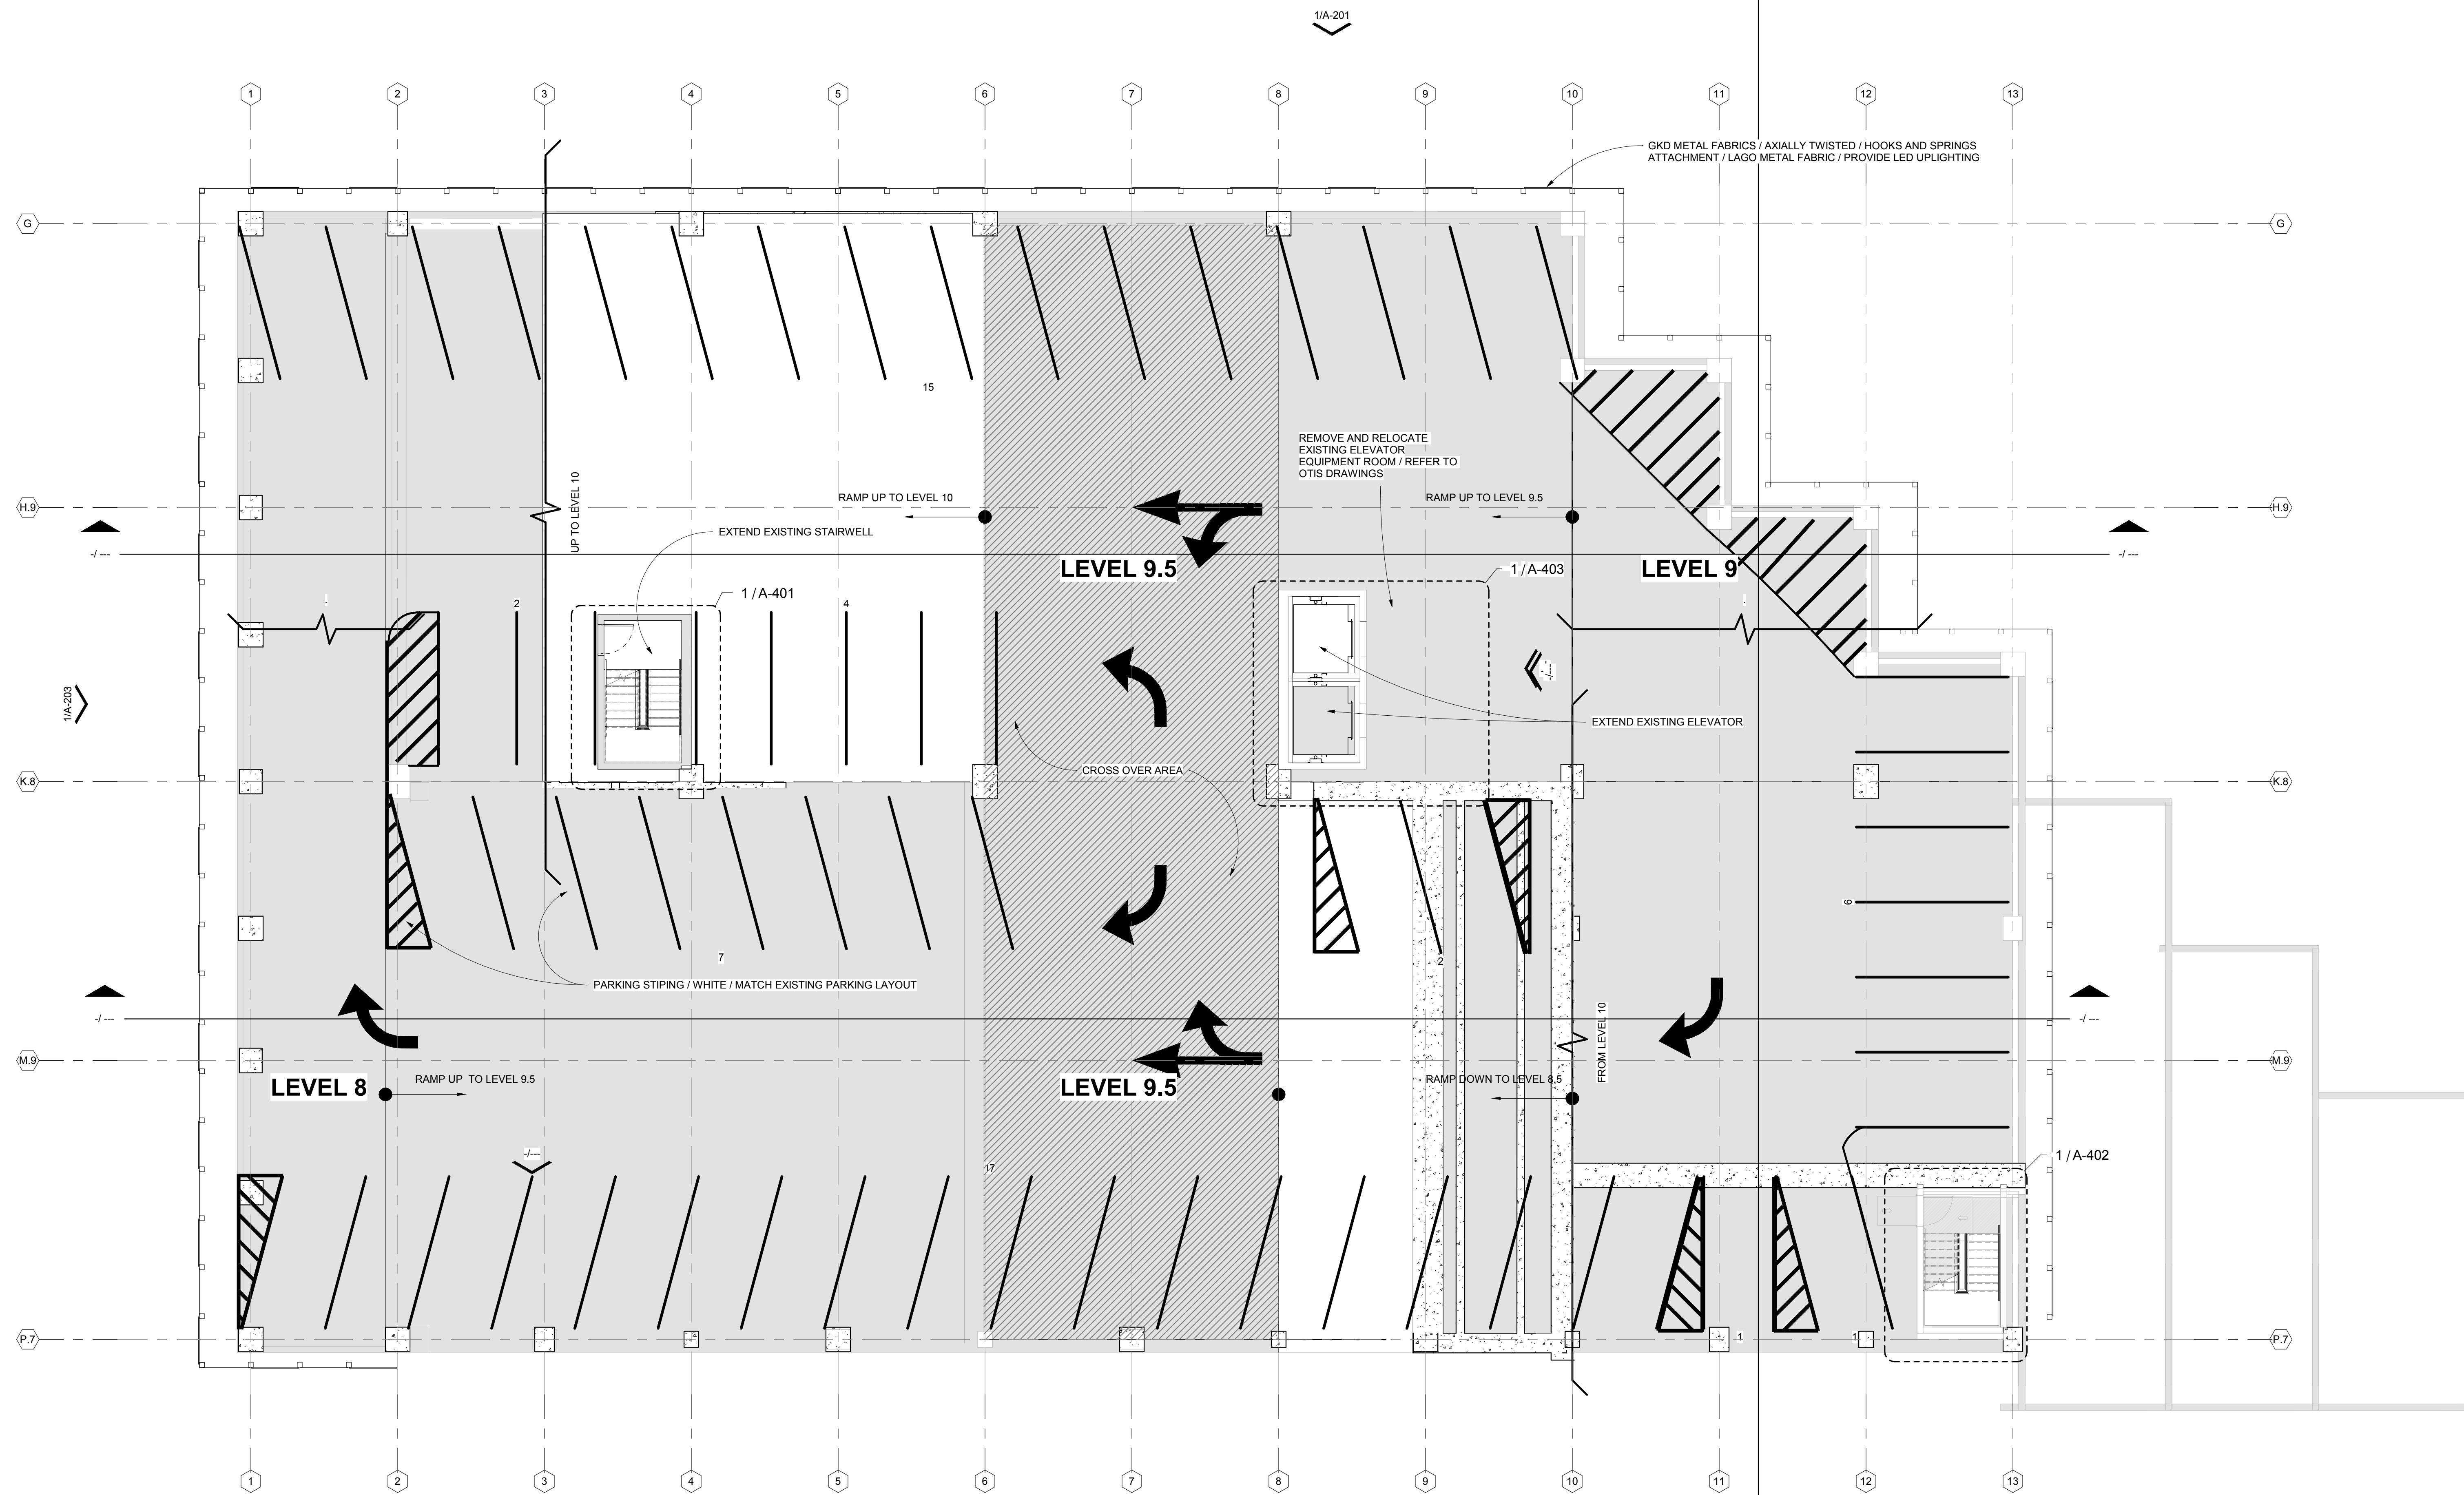 1/A-201
1
2
3
4
5
6
7
8
9
10
11
12
13
GKD METAL FABRICS / AXIALLY TWISTED / HOOKS AND SPRINGS
ATTACHMENT / LAGO METAL FABRIC / PROVIDE LED UPLIGHTING
G
G
15
REMOVE AND RELOCATE
EXISTING ELEVATOR
EQUIPMENT ROOM / REFER TO
OTIS DRAWINGS
UP TO LEVEL 10
RAMP UP TO LEVEL 10
RAMP UP TO LEVEL 9.5
H.9
H.9
EXTEND EXISTING STAIRWELL
-/ ---
-/ ---
LEVEL 9.5
LEVEL 9
1 / A-403
1 / A-401
2
4
1/A-203
-/---
EXTEND EXISTING ELEVATOR
CROSS OVER AREA
K.8
K.8
6
7
2
PARKING STIPING / WHITE / MATCH EXISTING PARKING LAYOUT
-/ ---
-/ ---
FROM LEVEL 10
M.9
M.9
LEVEL 8
RAMP UP TO LEVEL 9.5
LEVEL 9.5
RAMP DOWN TO LEVEL 8.5
-/---
17
1 / A-402
1
1
P.7
P.7
1
2
3
4
5
6
7
8
9
10
11
12
13